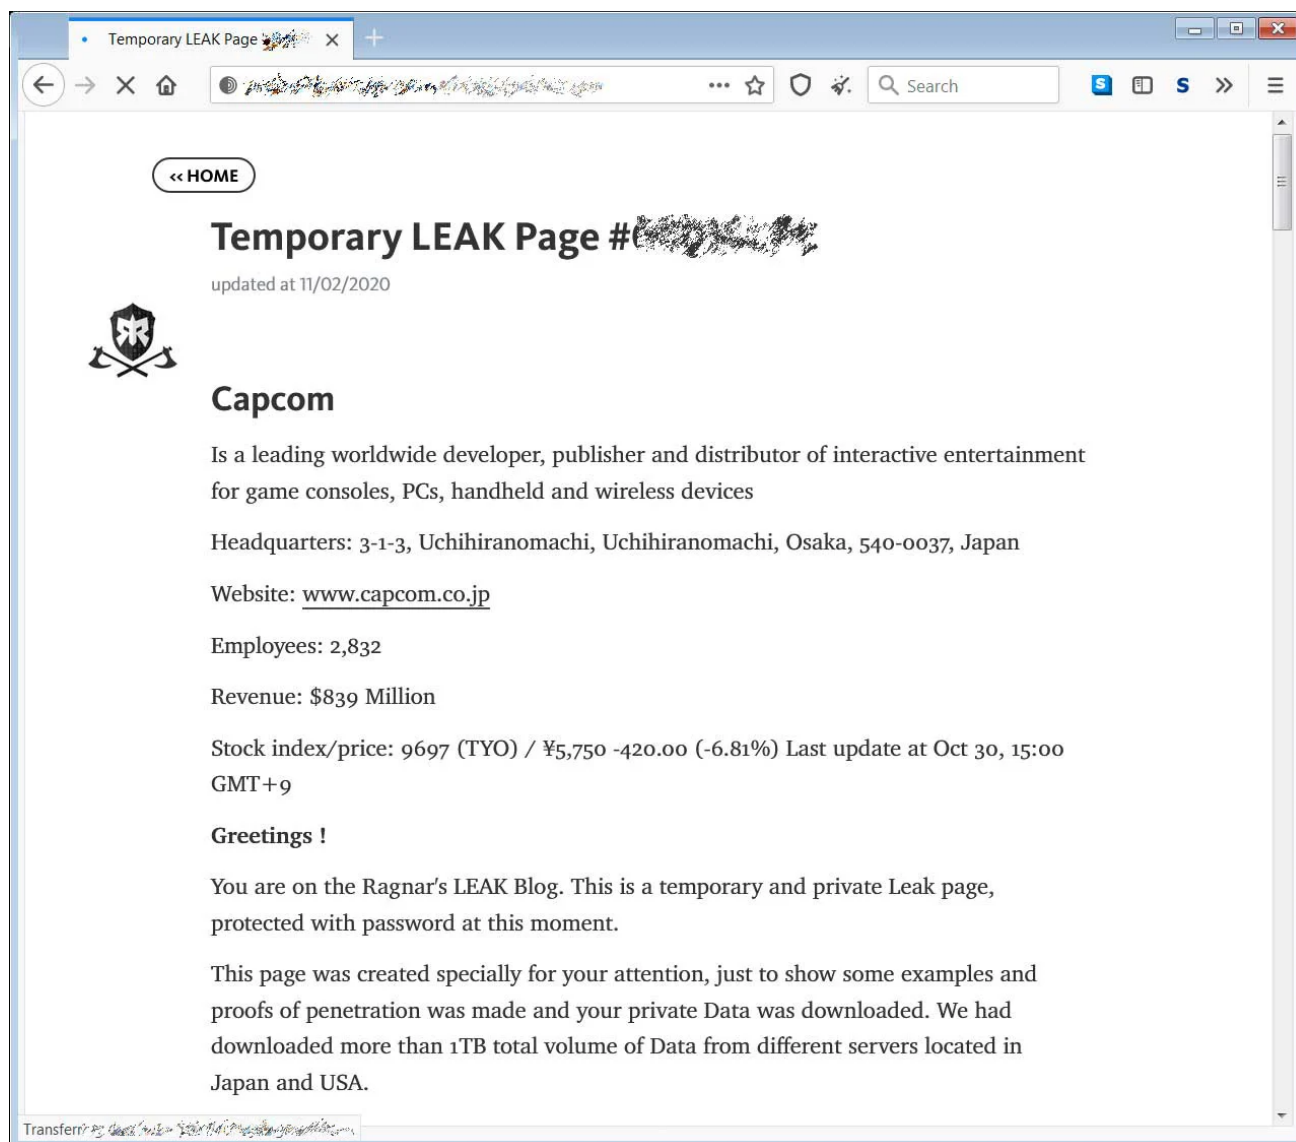 Temporary LEAK Page
Search
<< HOME
Temporary LEAK Page #
updated at 11/02/2020
Capcom
Is a leading worldwide developer, publisher and distributor of interactive entertainment
for game consoles, PCs, handheld and wireless devices
Headquarters: 3-1-3, Uchihiranomachi, Uchihiranomachi, Osaka, 540-0037, Japan
Website: www.capcom.co.jp
Employees: 2,832
Revenue: $839 Million
Stock index/price: 9697 (TYO) / ¥5,750 -420.00 (-6.81%) Last update at Oct 30, 15:00
GMT+9
Greetings !
You are on the Ragnar's LEAK Blog. This is a temporary and private Leak page,
protected with password at this moment.
This page was created specially for your attention, just to show some examples and
proofs of penetration was made and your private Data was downloaded. We had
downloaded more than 1TB total volume of Data from different servers located in
Japan and USA.